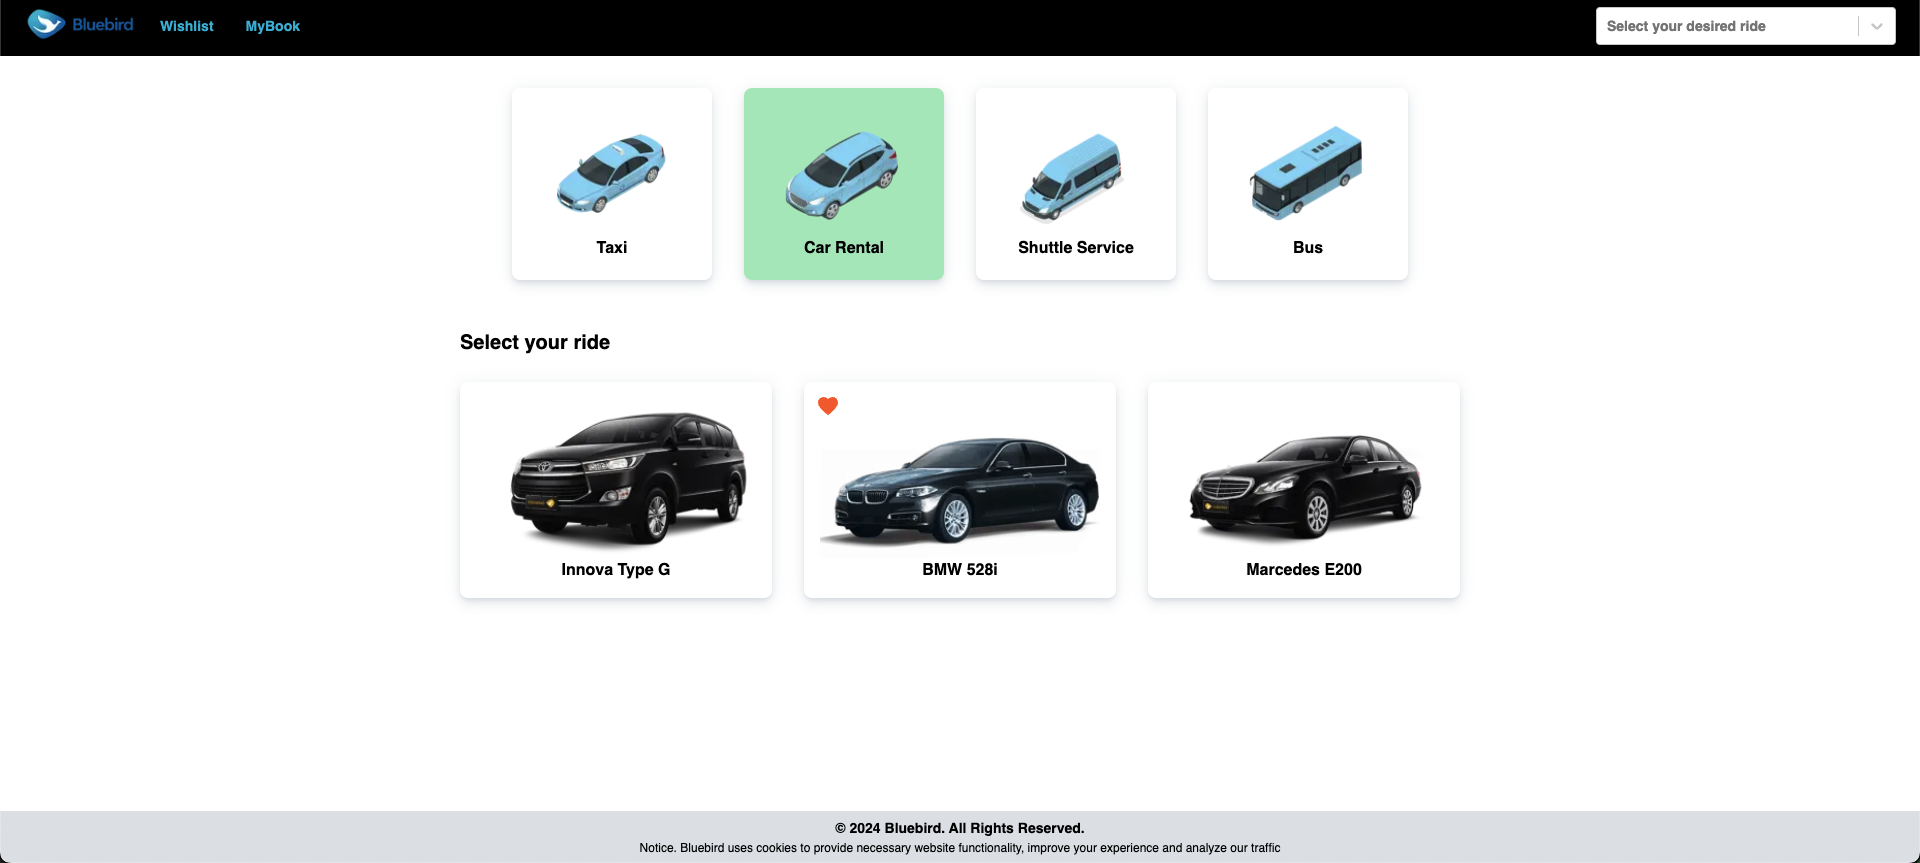 Bluebird
Wishlist
MyBook
Select your desired ride
Taxi
Car Rental
Shuttle Service
Bus
Select your ride
Innova Type G
BMW 528i
Marcedes E200
© 2024 Bluebird. All Rights Reserved.
Notice. Bluebird uses cookies to provide necessary website functionality, improve your experience and analyze our traffic